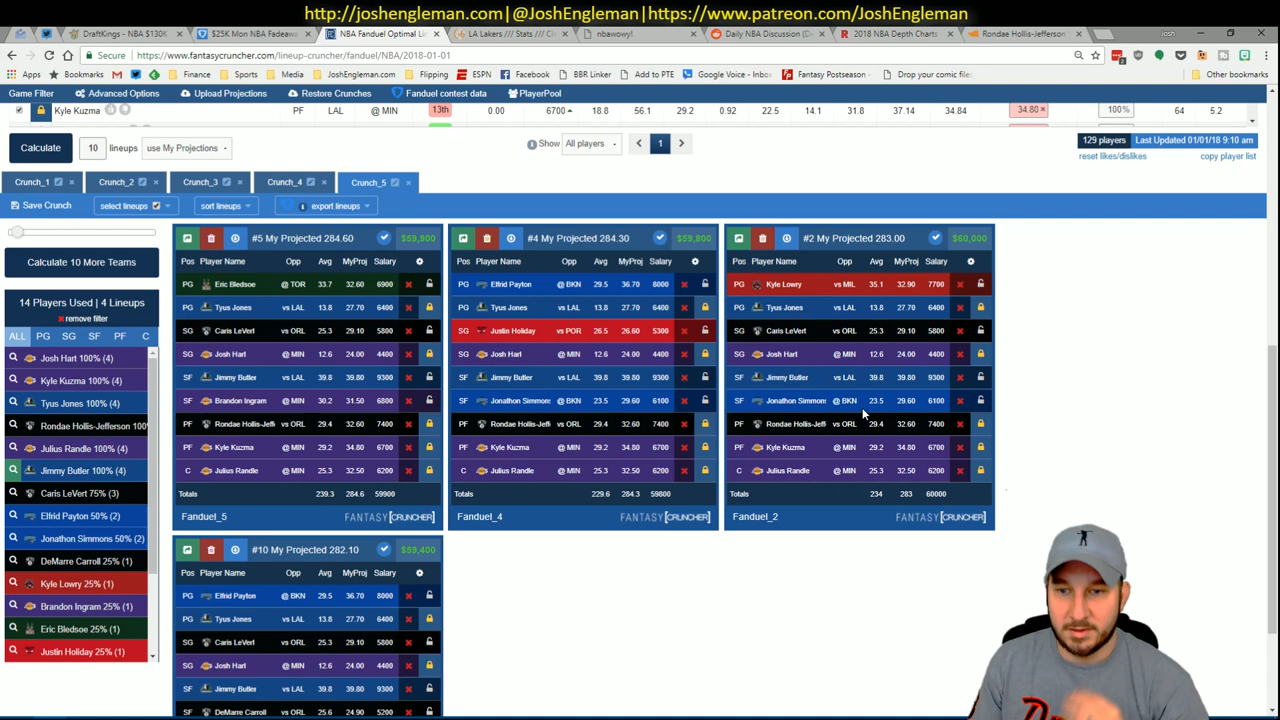 http://joshengleman.com|@JoshEngleman|https://www.patreon.com/JoshEngleman
DraftKings - NBA $130K
$25K Mon NBA Fadeawa
NBA Fanduel Optimal Li
LA Lakers /// Stats /// Cl
nbawowy!
Daily NBA Discussion (D
2018 NBA Depth Charts
Rondae Hollis-Jefferson
Josh
Secure
https://www.fantasycruncher.com/lineup-cruncher/fanduel/NBA/2018-01-01
Apps
Bookmarks
Finance
Sports
Media
JoshEngleman.com
Flipping
ESPN
Facebook
BBR Linker
Add to PTE
Google Voice - Inbo
Fantasy Postseason -
Drop your comic files
Other bookmarks
Game Filter
Advanced Options
Upload Projections
Restore Crunches
Fanduel contest data
PlayerPool
Kyle Kuzma PF LAL @ MIN 13th 0.00 6700 18.8 56.1 29.2 0.92 22.5 14.1 31.8 37.14 34.84 34.80 × 100% 64 5.2
Calculate 10 lineups use My Projections
Show All players 1
129 players Last Updated 01/01/18 9:10 am
reset likes/dislikes copy player list
Crunch_1 Crunch_2 Crunch_3 Crunch_4 Crunch_5
Save Crunch select lineups sort lineups export lineups
Calculate 10 More Teams
14 Players Used | 4 Lineups
remove filter
ALL PG SG SF PF C
Josh Hart 100% (4)
Kyle Kuzma 100% (4)
Tyus Jones 100% (4)
Rondae Hollis-Jefferson 100%
Julius Randle 100% (4)
Jimmy Butler 100% (4)
Caris LeVert 75% (3)
Elfrid Payton 50% (2)
Jonathon Simmons 50% (2)
DeMarre Carroll 25% (1)
Kyle Lowry 25% (1)
Brandon Ingram 25% (1)
Eric Bledsoe 25% (1)
Justin Holiday 25% (1)
#5 My Projected 284.60 $59,900
Pos Player Name Opp Avg MyProj Salary
PG Eric Bledsoe @ TOR 33.7 32.60 6900
PG Tyus Jones vs LAL 13.8 27.70 6400
SG Caris LeVert vs ORL 25.3 29.10 5800
SG Josh Hart @ MIN 12.6 24.00 4400
SF Jimmy Butler vs LAL 39.8 39.80 9300
SF Brandon Ingram @ MIN 30.2 31.50 6800
PF Rondae Hollis-Jeffe vs ORL 29.4 32.60 7400
PF Kyle Kuzma @ MIN 29.2 34.80 6700
C Julius Randle @ MIN 25.3 32.50 6200
Totals 239.3 284.6 59900
Fanduel_5 FANTASY CRUNCHER
#4 My Projected 284.30 $59,800
Pos Player Name Opp Avg MyProj Salary
PG Elfrid Payton @ BKN 29.5 36.70 8000
PG Tyus Jones vs LAL 13.8 27.70 6400
SG Justin Holiday vs POR 26.5 26.60 5300
SG Josh Hart @ MIN 12.6 24.00 4400
SF Jimmy Butler vs LAL 39.8 39.80 9300
SF Jonathon Simmons @ BKN 23.5 29.60 6100
PF Rondae Hollis-Jeffe vs ORL 29.4 32.60 7400
PF Kyle Kuzma @ MIN 29.2 34.80 6700
C Julius Randle @ MIN 25.3 32.50 6200
Totals 229.6 284.3 59800
Fanduel_4 FANTASY CRUNCHER
#2 My Projected 283.00 $60,000
Pos Player Name Opp Avg MyProj Salary
PG Kyle Lowry vs MIL 35.1 32.90 7700
PG Tyus Jones vs LAL 13.8 27.70 6400
SG Caris LeVert vs ORL 25.3 29.10 5800
SG Josh Hart @ MIN 12.6 24.00 4400
SF Jimmy Butler vs LAL 39.8 39.80 9300
SF Jonathon Simmons @ BKN 23.5 29.60 6100
PF Rondae Hollis-Jeffe vs ORL 29.4 32.60 7400
PF Kyle Kuzma @ MIN 29.2 34.80 6700
C Julius Randle @ MIN 25.3 32.50 6200
Totals 234 283 60000
Fanduel_2 FANTASY CRUNCHER
#10 My Projected 282.10 $59,400
Pos Player Name Opp Avg MyProj Salary
PG Elfrid Payton @ BKN 29.5 36.70 8000
PG Tyus Jones vs LAL 13.8 27.70 6400
SG Caris LeVert vs ORL 25.3 29.10 5800
SG Josh Hart @ MIN 12.6 24.00 4400
SF Jimmy Butler vs LAL 39.8 39.80 9300
SF DeMarre Carroll vs ORL 25.6 24.90 5200